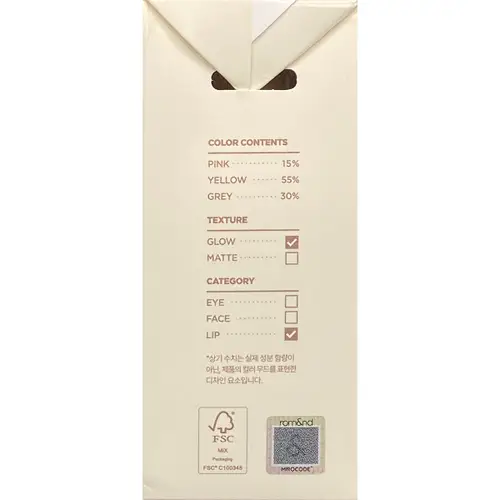 COLOR CONTENTS
PINK ··········· 15%
YELLOW ······ 55%
GREY ·········· 30%
TEXTURE
GLOW ·········
MATTE ·········
CATEGORY
EYE ············
FACE ··········
LIP ·············
*상기 수치는 실제 성분 함량이
아닌, 제품의 컬러 무드를 표현한
디자인 요소입니다.
FSC
MIX
Packaging
FSC® C160348
rom&nd
&
HIROCODE